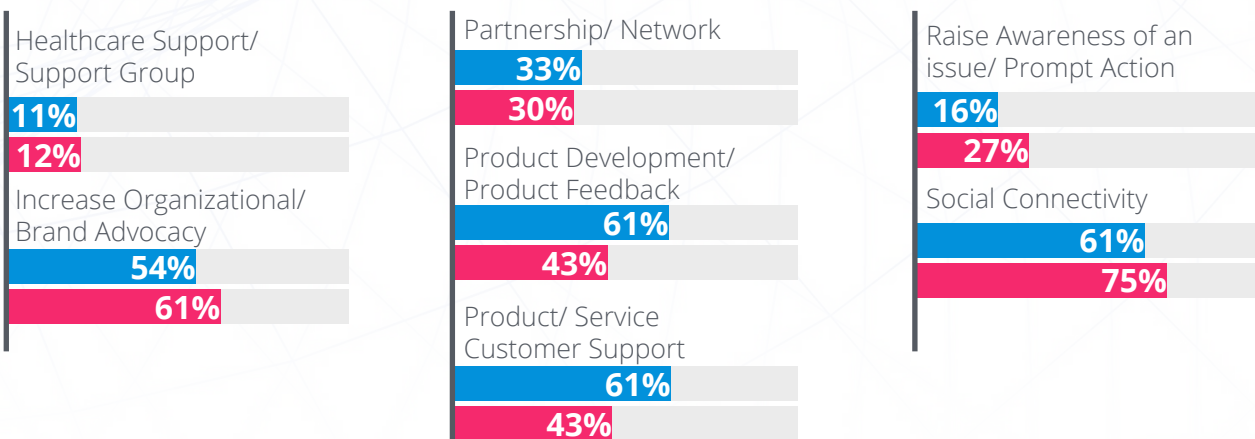 Healthcare Support/
Support Group
11%
12%
Increase Organizational/
Brand Advocacy
54%
61%
Partnership/ Network
33%
30%
Product Development/
Product Feedback
61%
43%
Product/ Service
Customer Support
61%
43%
Raise Awareness of an
issue/ Prompt Action
16%
27%
Social Connectivity
61%
75%